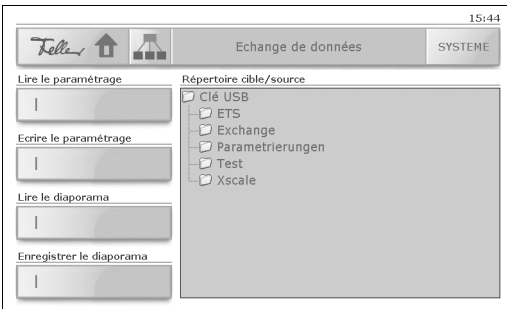 15:44
Feller
Echange de données
SYSTEME
Lire le paramétrage
Ecrire le paramétrage
Lire le diaporama
Enregistrer le diaporama
Répertoire cible/source
Clé USB
ETS
Exchange
Parametrierungen
Test
Xscale